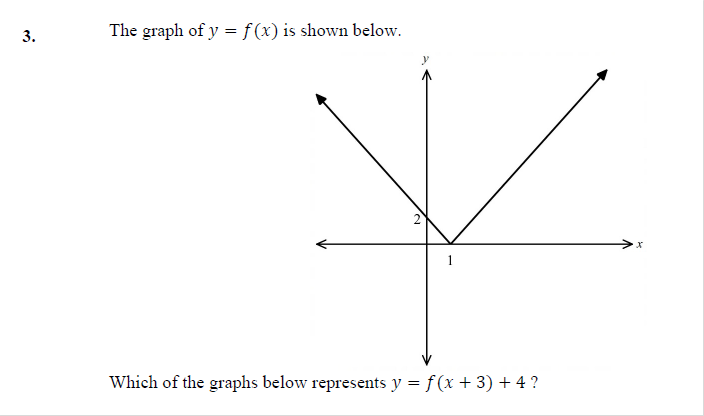 3. The graph of y = f(x) is shown below.
y
2
x
1
Which of the graphs below represents y = f(x + 3) + 4 ?